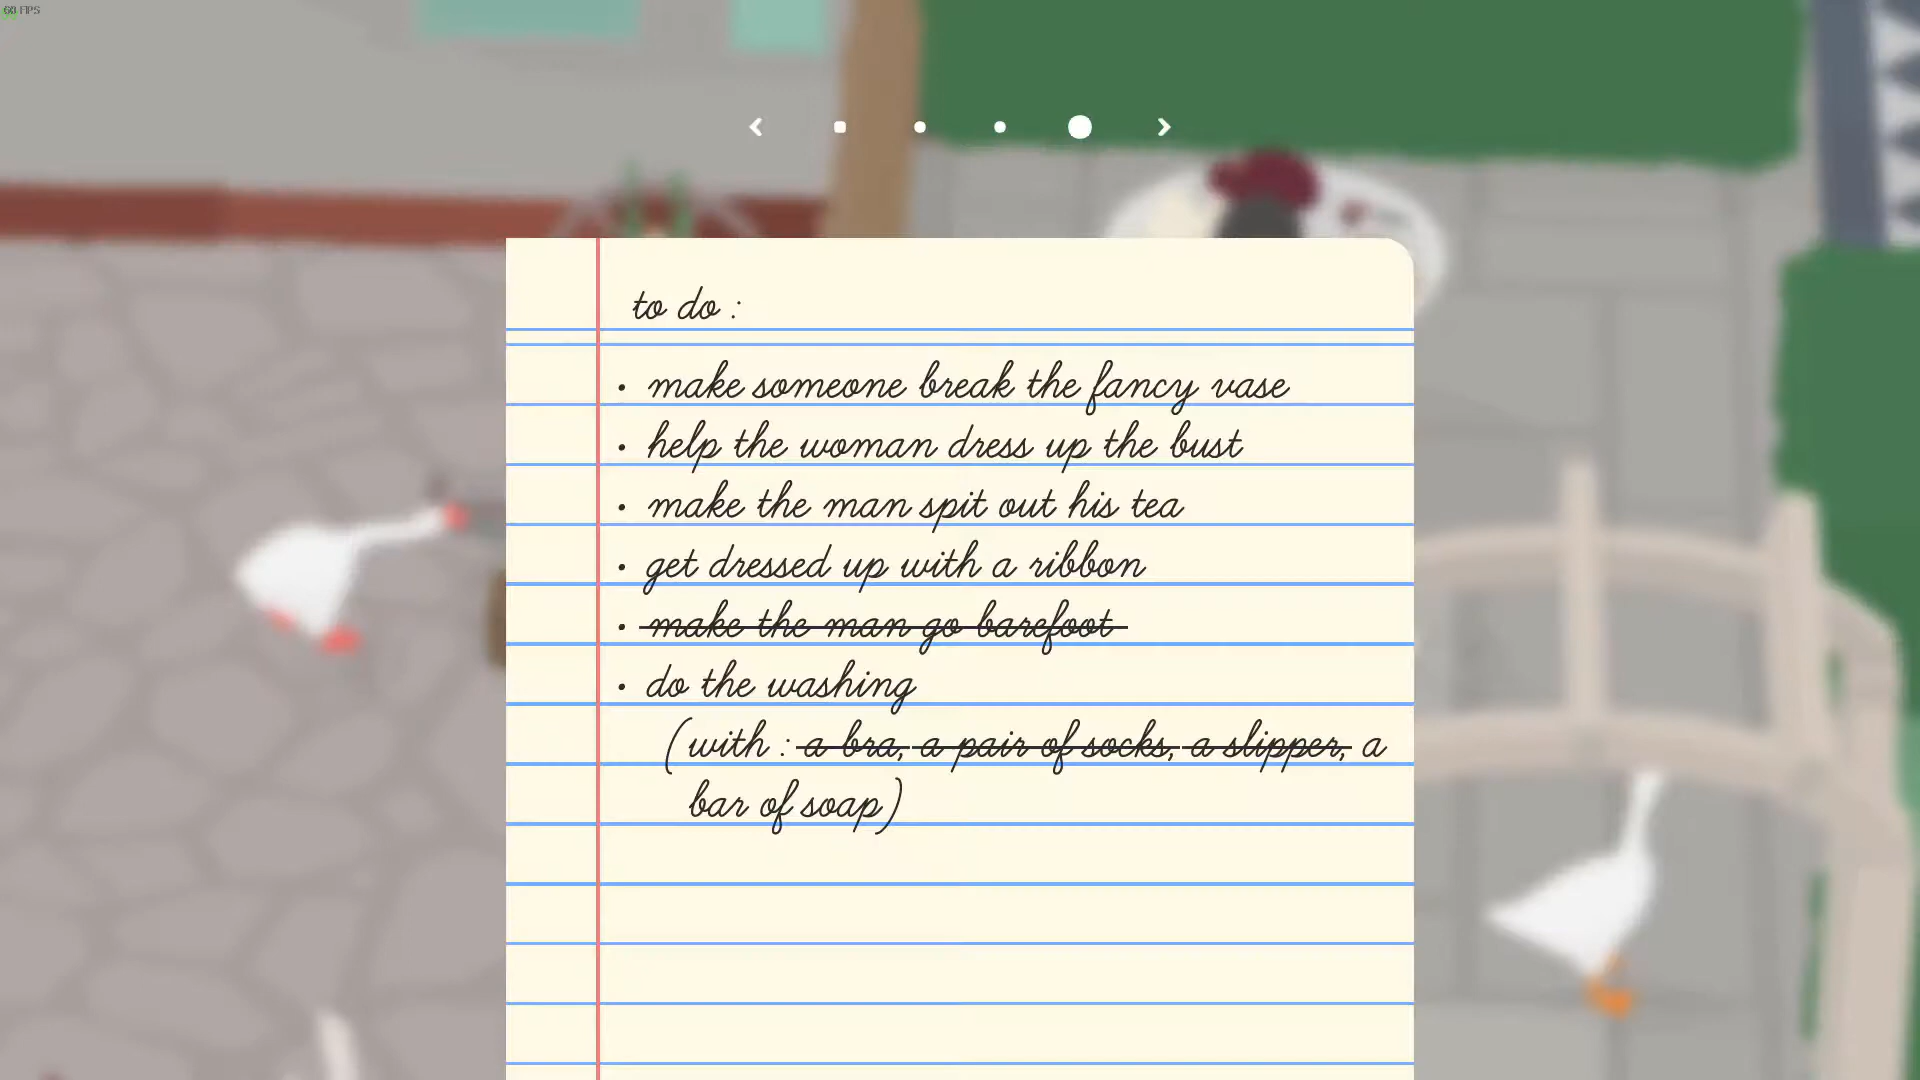 60 FPS
to do :
• make someone break the fancy vase
• help the woman dress up the bust
• make the man spit out his tea
• get dressed up with a ribbon
• make the man go barefoot
• do the washing
(with : a bra, a pair of socks, a slipper, a
bar of soap)